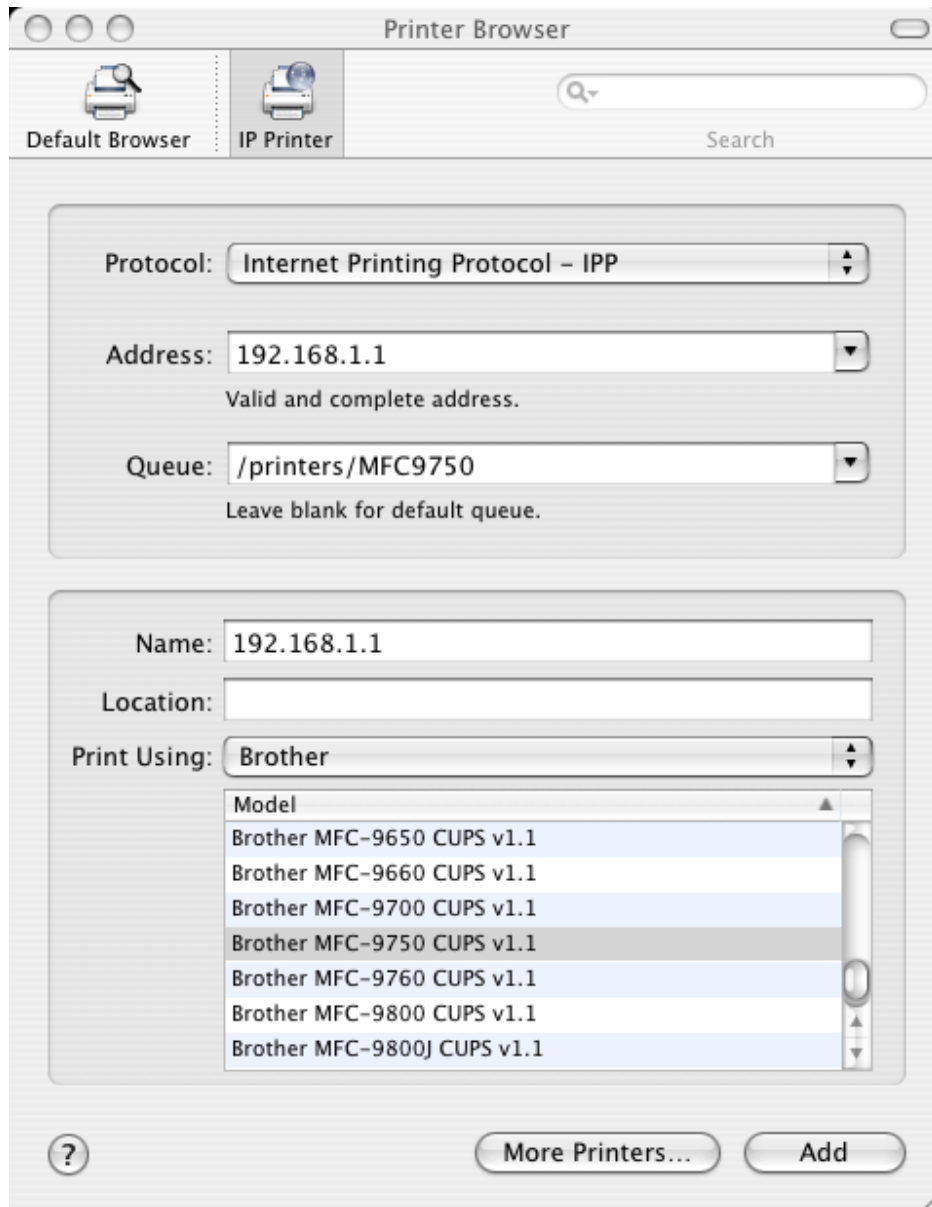 Printer Browser
Default Browser
IP Printer
Search
Protocol: Internet Printing Protocol – IPP
Address: 192.168.1.1
Valid and complete address.
Queue: /printers/MFC9750
Leave blank for default queue.
Name: 192.168.1.1
Location:
Print Using: Brother
Model
Brother MFC-9650 CUPS v1.1
Brother MFC-9660 CUPS v1.1
Brother MFC-9700 CUPS v1.1
Brother MFC-9750 CUPS v1.1
Brother MFC-9760 CUPS v1.1
Brother MFC-9800 CUPS v1.1
Brother MFC-9800J CUPS v1.1
? More Printers... Add